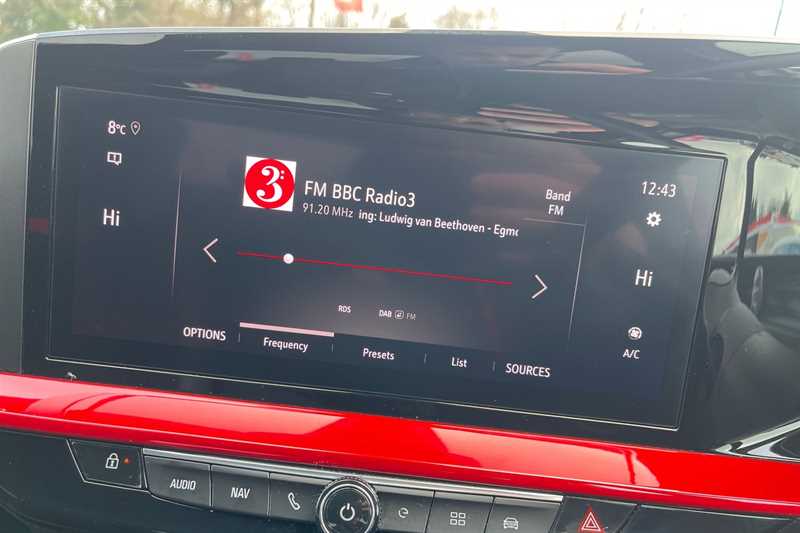 8°C
Hi
3:
FM BBC Radio3
91.20 MHz ing: Ludwig van Beethoven - Egm
Band
FM
12:43
Hi
A/C
RDS
DAB FM
OPTIONS
Frequency
Presets
List
SOURCES
AUDIO
NAV